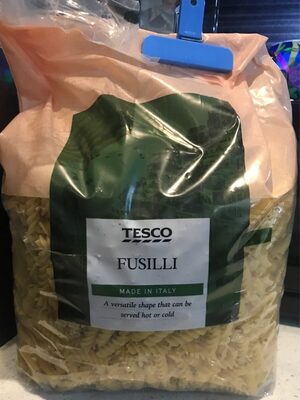 TESCO
FUSILLI
MADE IN ITALY
A versatile shape that can be
served hot or cold